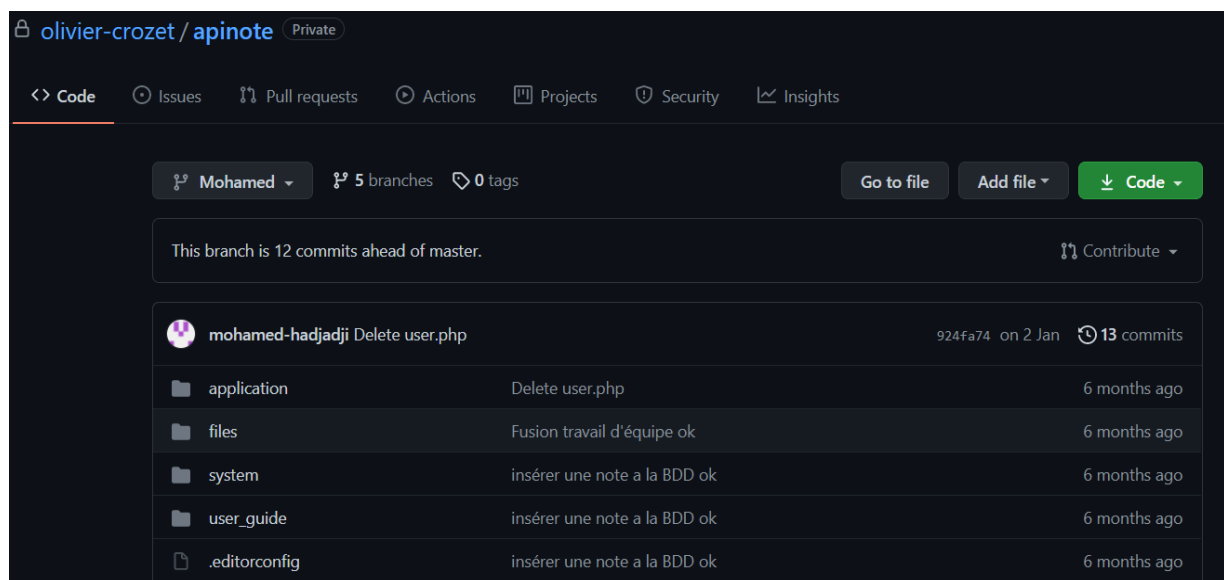 olivier-crozet / apinote Private
Code Issues Pull requests Actions Projects Security Insights
Mohamed 5 branches 0 tags Go to file Add file Code
This branch is 12 commits ahead of master. Contribute
mohamed-hadjadji Delete user.php 924fa74 on 2 Jan 13 commits
application Delete user.php 6 months ago
files Fusion travail d'équipe ok 6 months ago
system insérer une note a la BDD ok 6 months ago
user_guide insérer une note a la BDD ok 6 months ago
.editorconfig insérer une note a la BDD ok 6 months ago